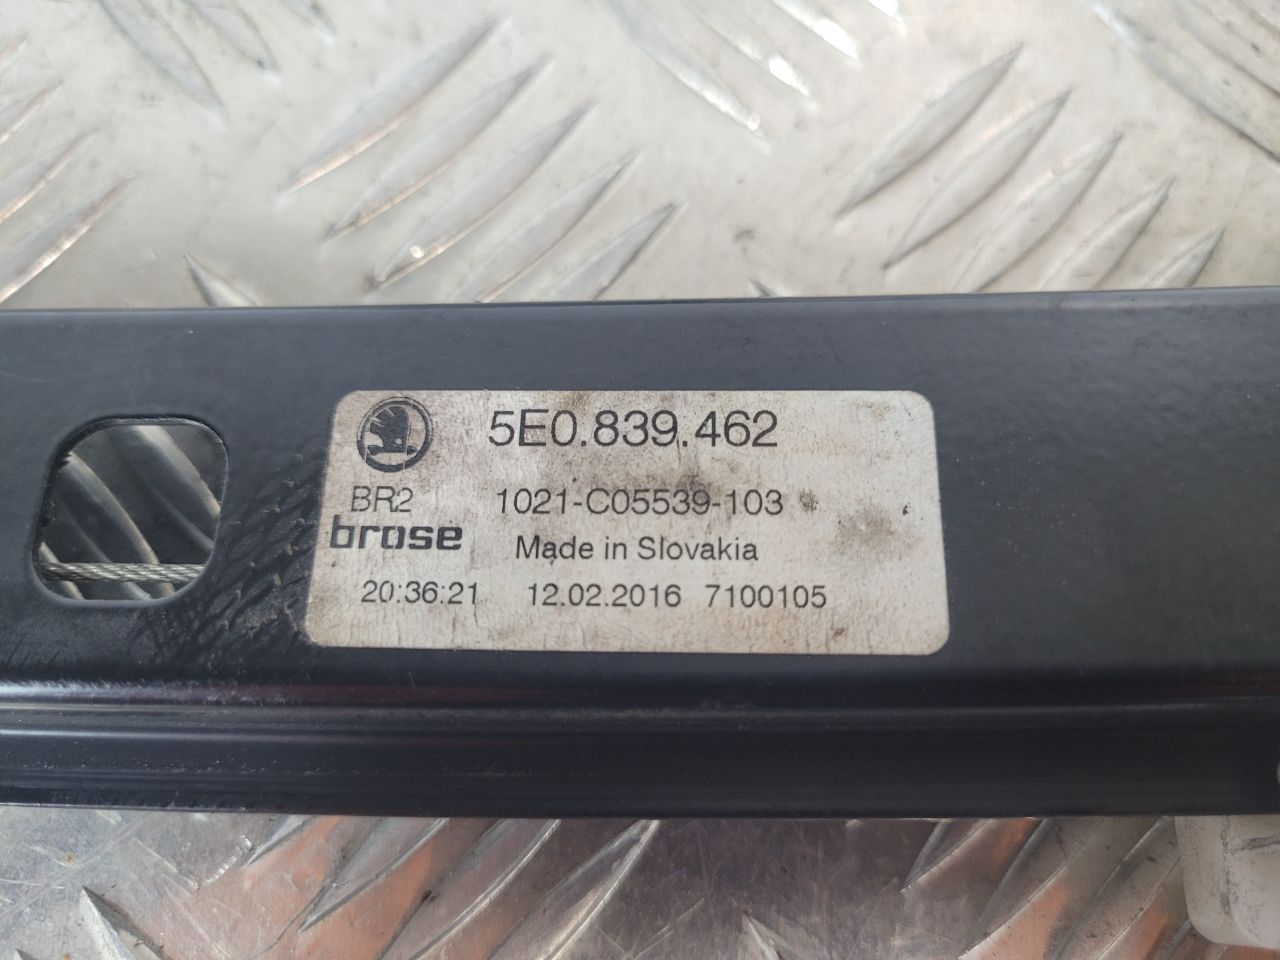 5E0.839.462
BR2 1021-C05539-103
brose Made in Slovakia
20:36:21 12.02.2016 7100105